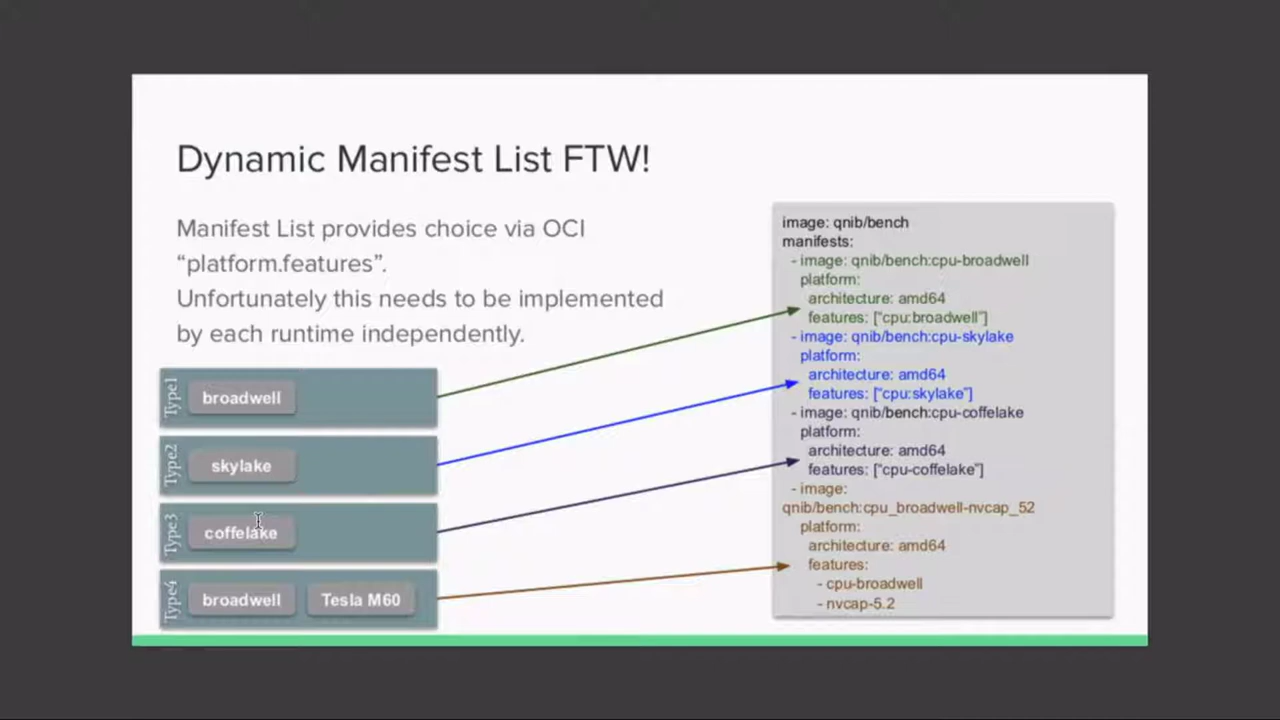 Dynamic Manifest List FTW!
Manifest List provides choice via OCI
“platform.features”.
Unfortunately this needs to be implemented
by each runtime independently.
Type1
broadwell
Type2
skylake
Type3
coffelake
Type4
broadwell
Tesla M60
image: qnib/bench
manifests:
- image: qnib/bench:cpu-broadwell
platform:
architecture: amd64
features: [“cpu:broadwell”]
- image: qnib/bench:cpu-skylake
platform:
architecture: amd64
features: [“cpu:skylake”]
- image: qnib/bench:cpu-coffelake
platform:
architecture: amd64
features: [“cpu-coffelake”]
- image:
qnib/bench:cpu_broadwell-nvcap_52
platform:
architecture: amd64
features:
- cpu-broadwell
- nvcap-5.2